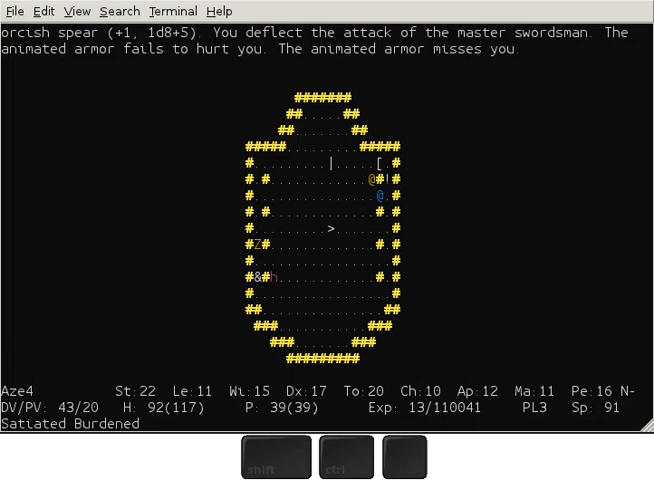 File Edit View Search Terminal Help
orcish spear (+1, 1d8+5). You deflect the attack of the master swordsman. The
animated armor fails to hurt you. The animated armor misses you.
#######
##.....##
##.......##
#####.........#####
#.........|.....[.#
#.#............@#!#
#...............@.#
#.#.............#.#
#.........>.......#
#Z#.............#.#
#.................#
#&#h............#.#
#.................#
##...............##
###...........###
###.......###
#########
Aze4 St:22 Le:11 Wi:15 Dx:17 To:20 Ch:10 Ap:12 Ma:11 Pe:16 N-
DV/PV: 43/20 H: 92(117) P: 39(39) Exp: 13/110041 PL3 Sp: 91
Satiated Burdened
shift ctrl